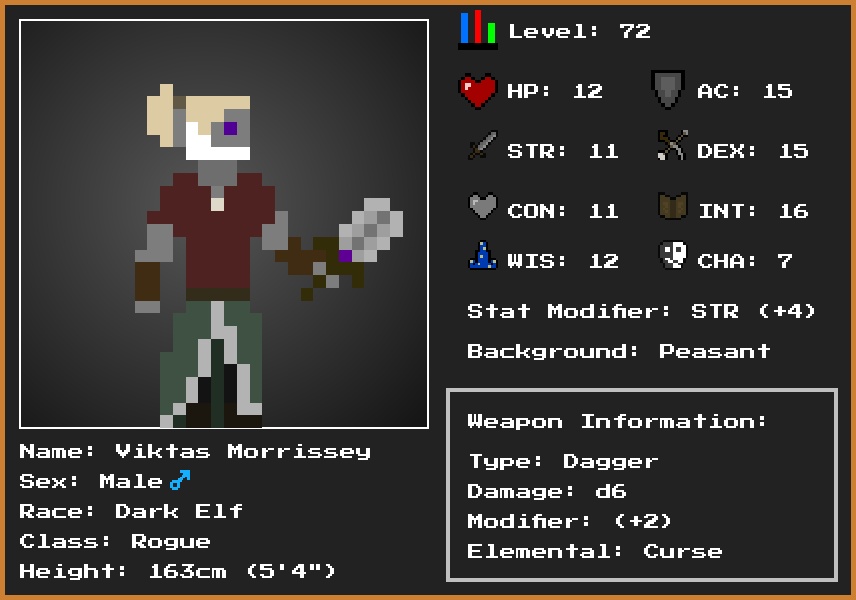 Level: 72
HP: 12 AC: 15
STR: 11 DEX: 15
CON: 11 INT: 16
WIS: 12 CHA: 7
Stat Modifier: STR (+4)
Background: Peasant
Weapon Information:
Type: Dagger
Damage: d6
Modifier: (+2)
Elemental: Curse
Name: Viktas Morrissey
Sex: Male ♂
Race: Dark Elf
Class: Rogue
Height: 163cm (5'4")